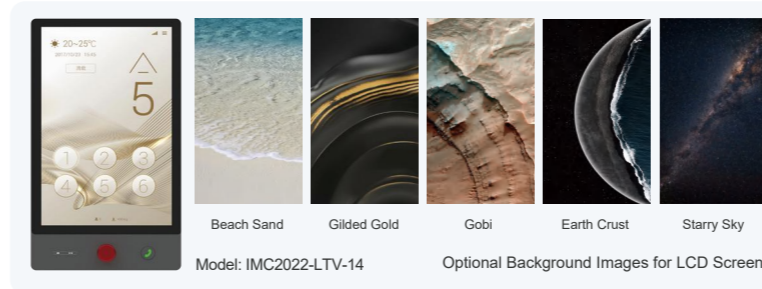 20~25℃
5
1 2 3
4 5 6
Beach Sand
Gilded Gold
Gobi
Earth Crust
Starry Sky
Model: IMC2022-LTV-14
Optional Background Images for LCD Screen